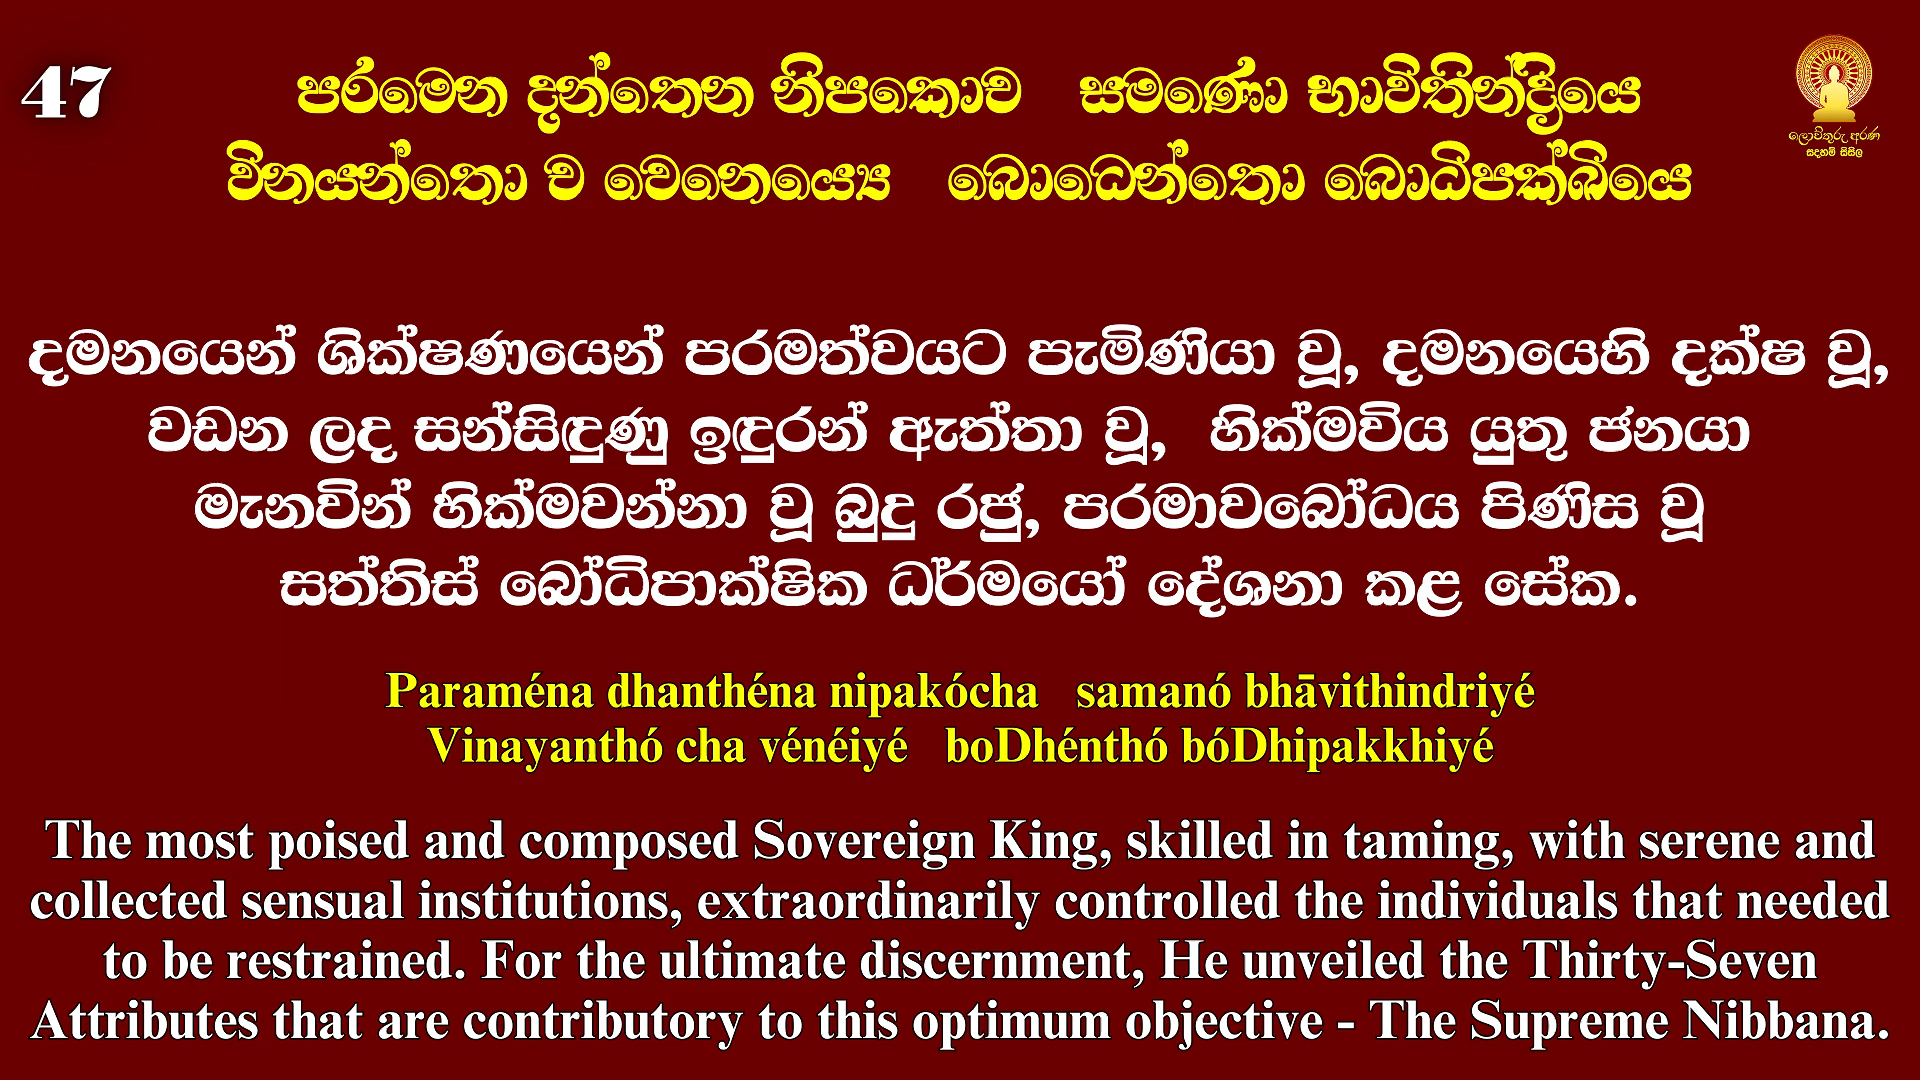 47
පරමෙන දන්තෙන නිපකොච සමණො භාවිතින්ද්‍රියෙ
විනයන්තො ච වෙනෙය්‍යෙ බොධෙන්තො බොධිපක්ඛියෙ
ලොවිතුරු අරණ
සදහම් සිසිල
දමනයෙන් ශික්ෂණයෙන් පරමත්වයට පැමිණියා වූ, දමනයෙහි දක්ෂ වූ,
වඩන ලද සන්සිඳුණු ඉඳුරන් ඇත්තා වූ, හික්මවිය යුතු ජනයා
මැනවින් හික්මවන්නා වූ බුදු රජු, පරමාවබෝධය පිණිස වූ
සත්තිස් බෝධිපාක්ෂික ධර්මයෝ දේශනා කළ සේක.
Paraména dhanthéna nipakócha samanó bhāvithindriyé
Vinayanthó cha vénéiyé boDhénthó bóDhipakkhiyé
The most poised and composed Sovereign King, skilled in taming, with serene and
collected sensual institutions, extraordinarily controlled the individuals that needed
to be restrained. For the ultimate discernment, He unveiled the Thirty-Seven
Attributes that are contributory to this optimum objective - The Supreme Nibbana.